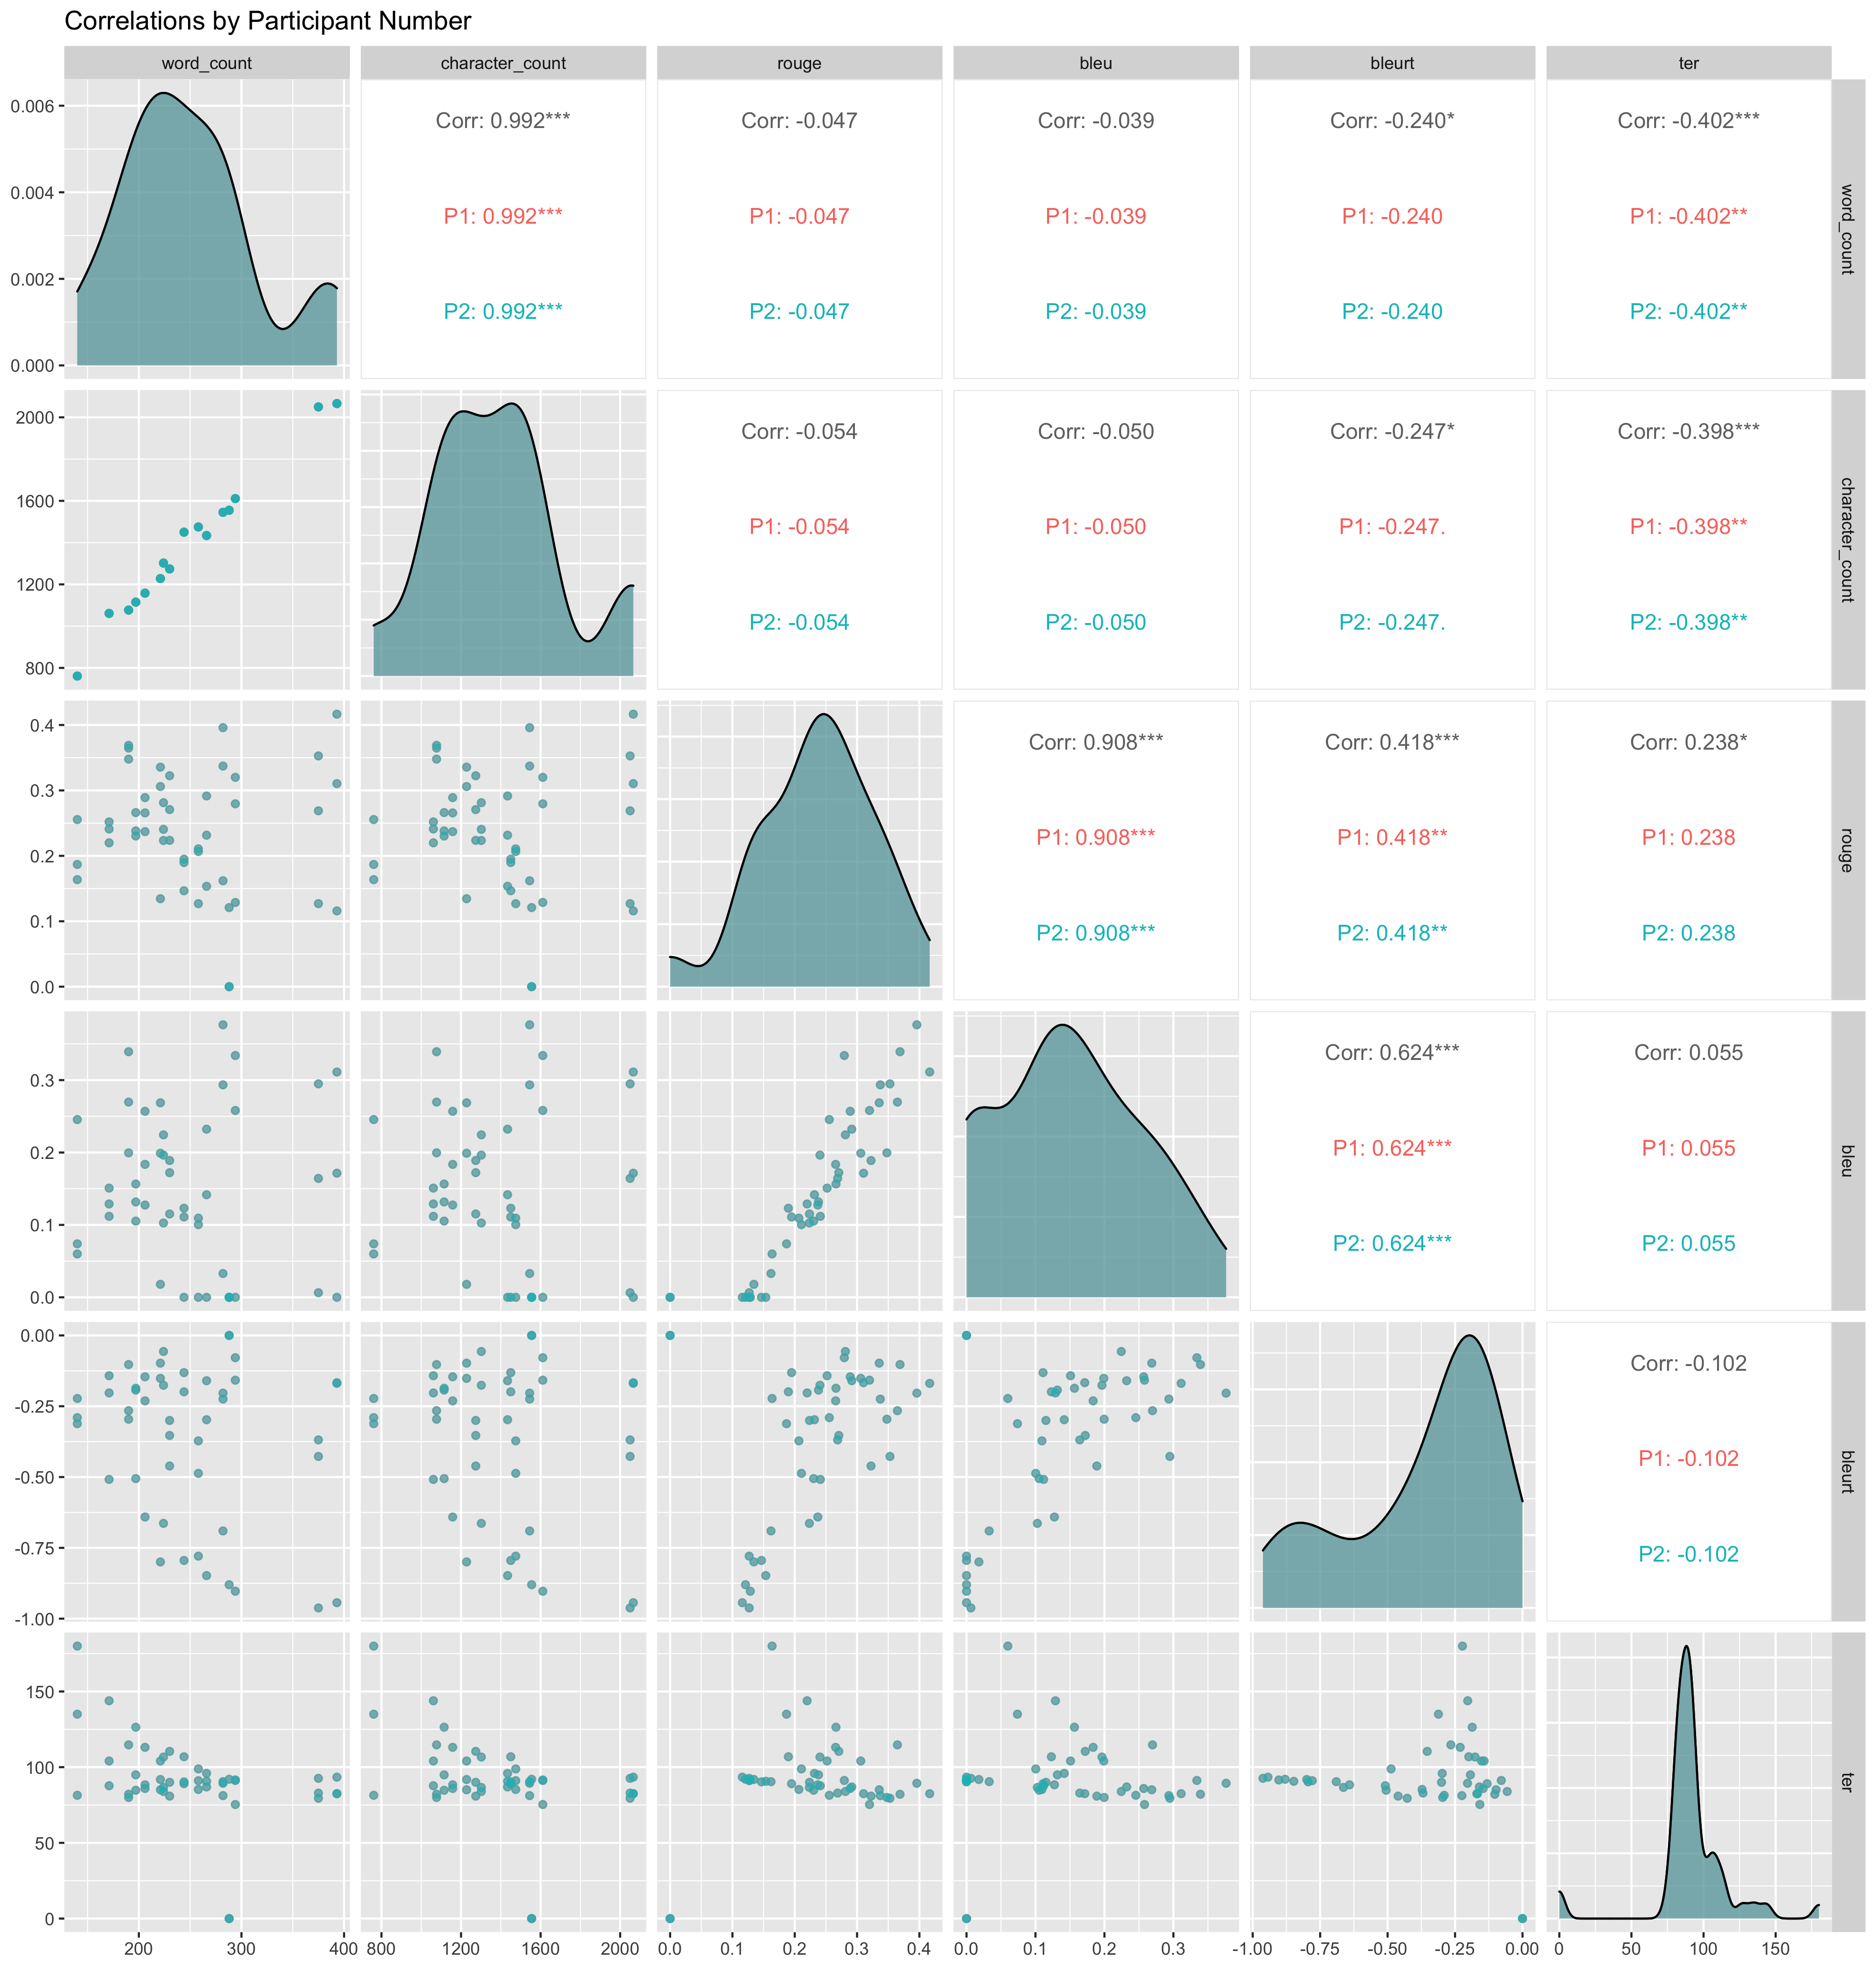 Correlations by Participant Number
word_count character_count rouge bleu bleurt ter
0.006
0.004
0.002
0.000
Corr: 0.992*** Corr: -0.047 Corr: -0.039 Corr: -0.240* Corr: -0.402***
P1: 0.992*** P1: -0.047 P1: -0.039 P1: -0.240 P1: -0.402**
P2: 0.992*** P2: -0.047 P2: -0.039 P2: -0.240 P2: -0.402**
word_count
2000
1600
1200
800
Corr: -0.054 Corr: -0.050 Corr: -0.247* Corr: -0.398***
P1: -0.054 P1: -0.050 P1: -0.247. P1: -0.398**
P2: -0.054 P2: -0.050 P2: -0.247. P2: -0.398**
character_count
0.4
0.3
0.2
0.1
0.0
Corr: 0.908*** Corr: 0.418*** Corr: 0.238*
P1: 0.908*** P1: 0.418** P1: 0.238
P2: 0.908*** P2: 0.418** P2: 0.238
rouge
0.3
0.2
0.1
0.0
Corr: 0.624*** Corr: 0.055
P1: 0.624*** P1: 0.055
P2: 0.624*** P2: 0.055
bleu
0.00
-0.25
-0.50
-0.75
-1.00
Corr: -0.102
P1: -0.102
P2: -0.102
bleurt
150
100
50
0
ter
200 300 400 800 1200 1600 2000 0.0 0.1 0.2 0.3 0.4 0.0 0.1 0.2 0.3 -1.00 -0.75 -0.50 -0.25 0.00 0 50 100 150